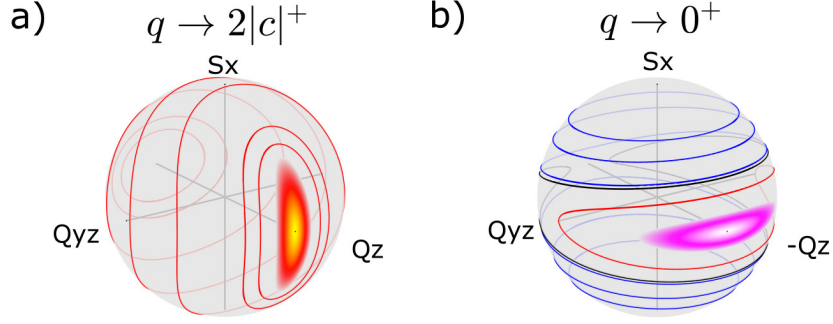 a)
q → 2|c|⁺
Sx
Qyz
Qz
b)
q → 0⁺
Sx
Qyz
-Qz